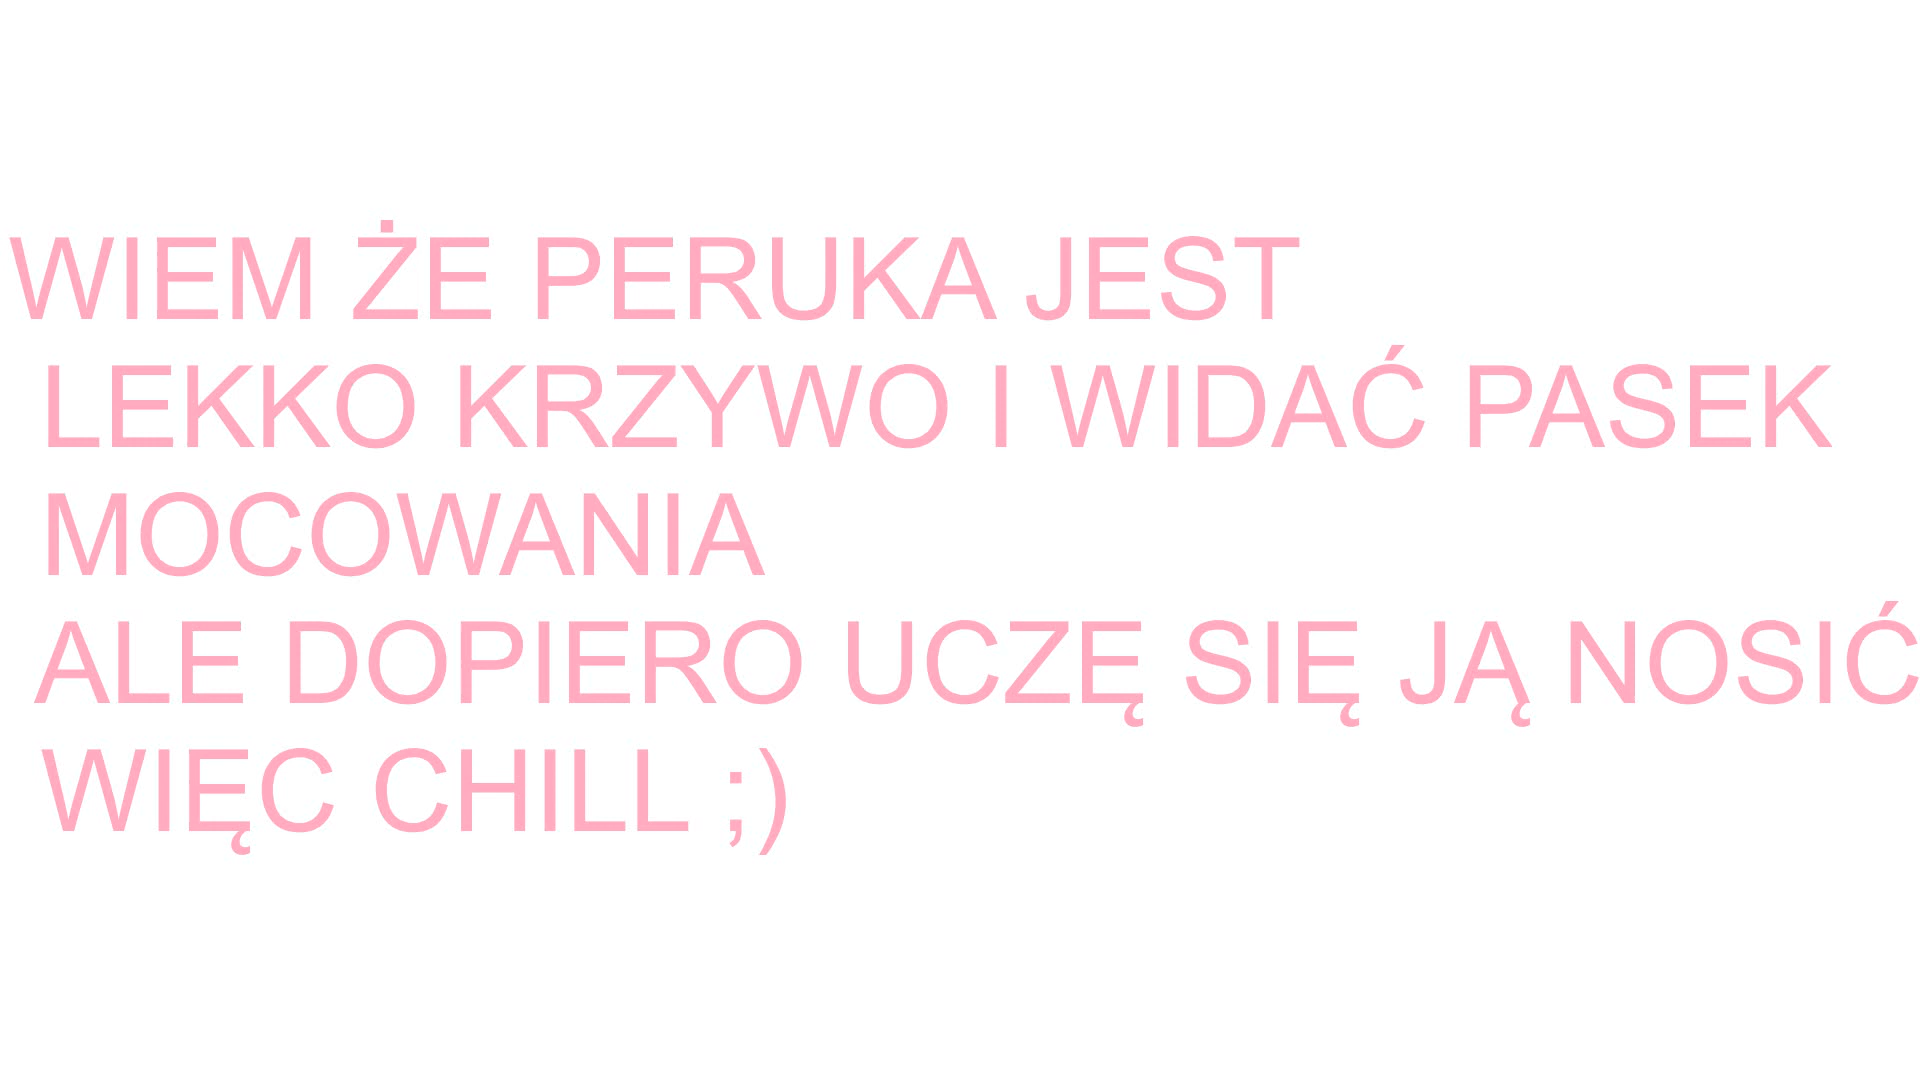 WIEM ŻE PERUKA JEST
LEKKO KRZYWO I WIDAĆ PASEK
MOCOWANIA
ALE DOPIERO UCZĘ SIĘ JĄ NOSIĆ
WIĘC CHILL ;)